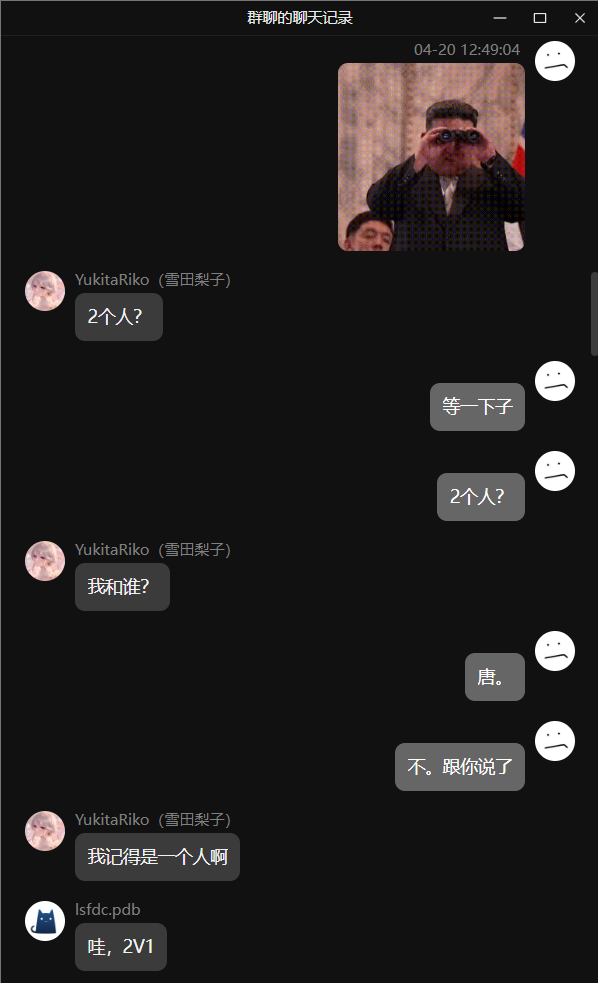 群聊的聊天记录
04-20 12:49:04
YukitaRiko（雪田梨子）
2个人？
等一下子
2个人？
YukitaRiko（雪田梨子）
我和谁？
唐。
不。跟你说了
YukitaRiko（雪田梨子）
我记得是一个人啊
lsfdc.pdb
哇，2V1